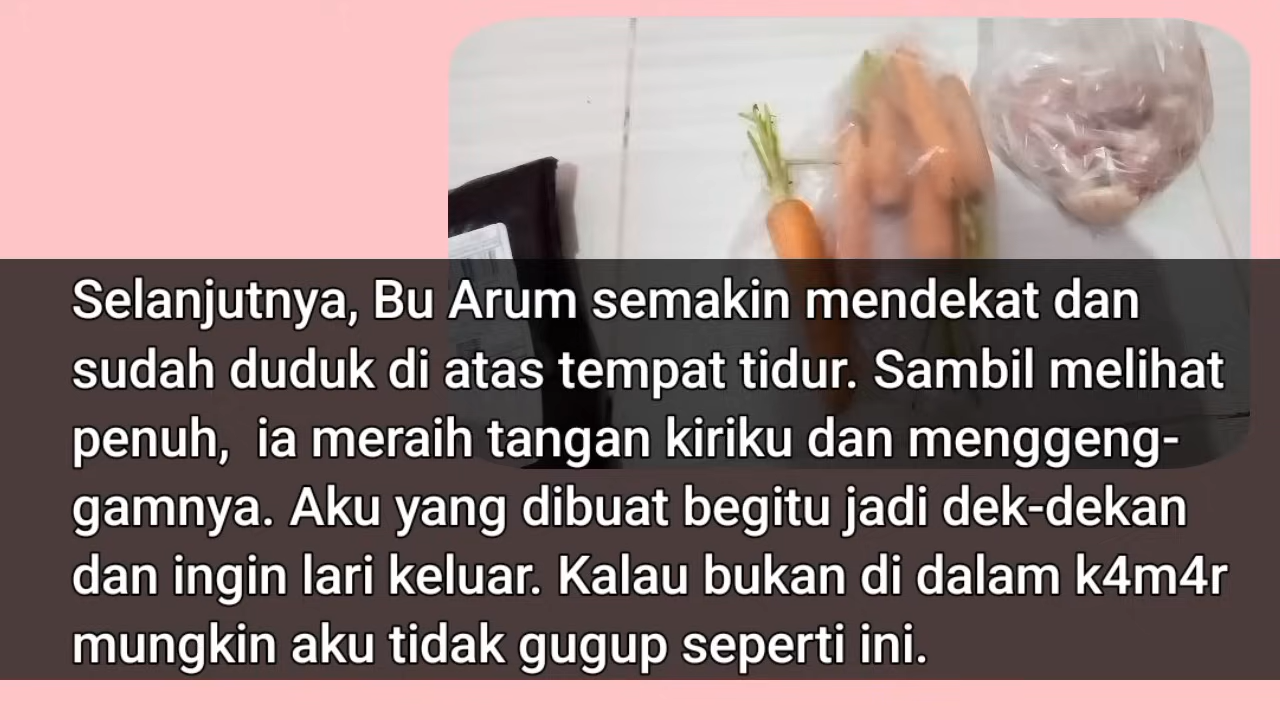 Selanjutnya, Bu Arum semakin mendekat dan
sudah duduk di atas tempat tidur. Sambil melihat
penuh,  ia meraih tangan kiriku dan menggeng-
gamnya. Aku yang dibuat begitu jadi dek-dekan
dan ingin lari keluar. Kalau bukan di dalam k4m4r
mungkin aku tidak gugup seperti ini.